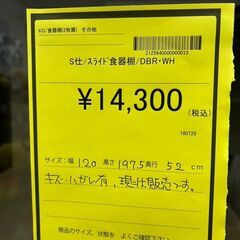 KG/食器棚(2枚扉) その他
2125640000000012
S仕/スライド食器棚/DBR・WH
¥14,300
(税込)
180725
サイズ：幅 120 高さ 197.5 奥行 52 cm
キズ・ハガレ有、現状販売です。
商品のサイズ、状態を よくご確認下さい